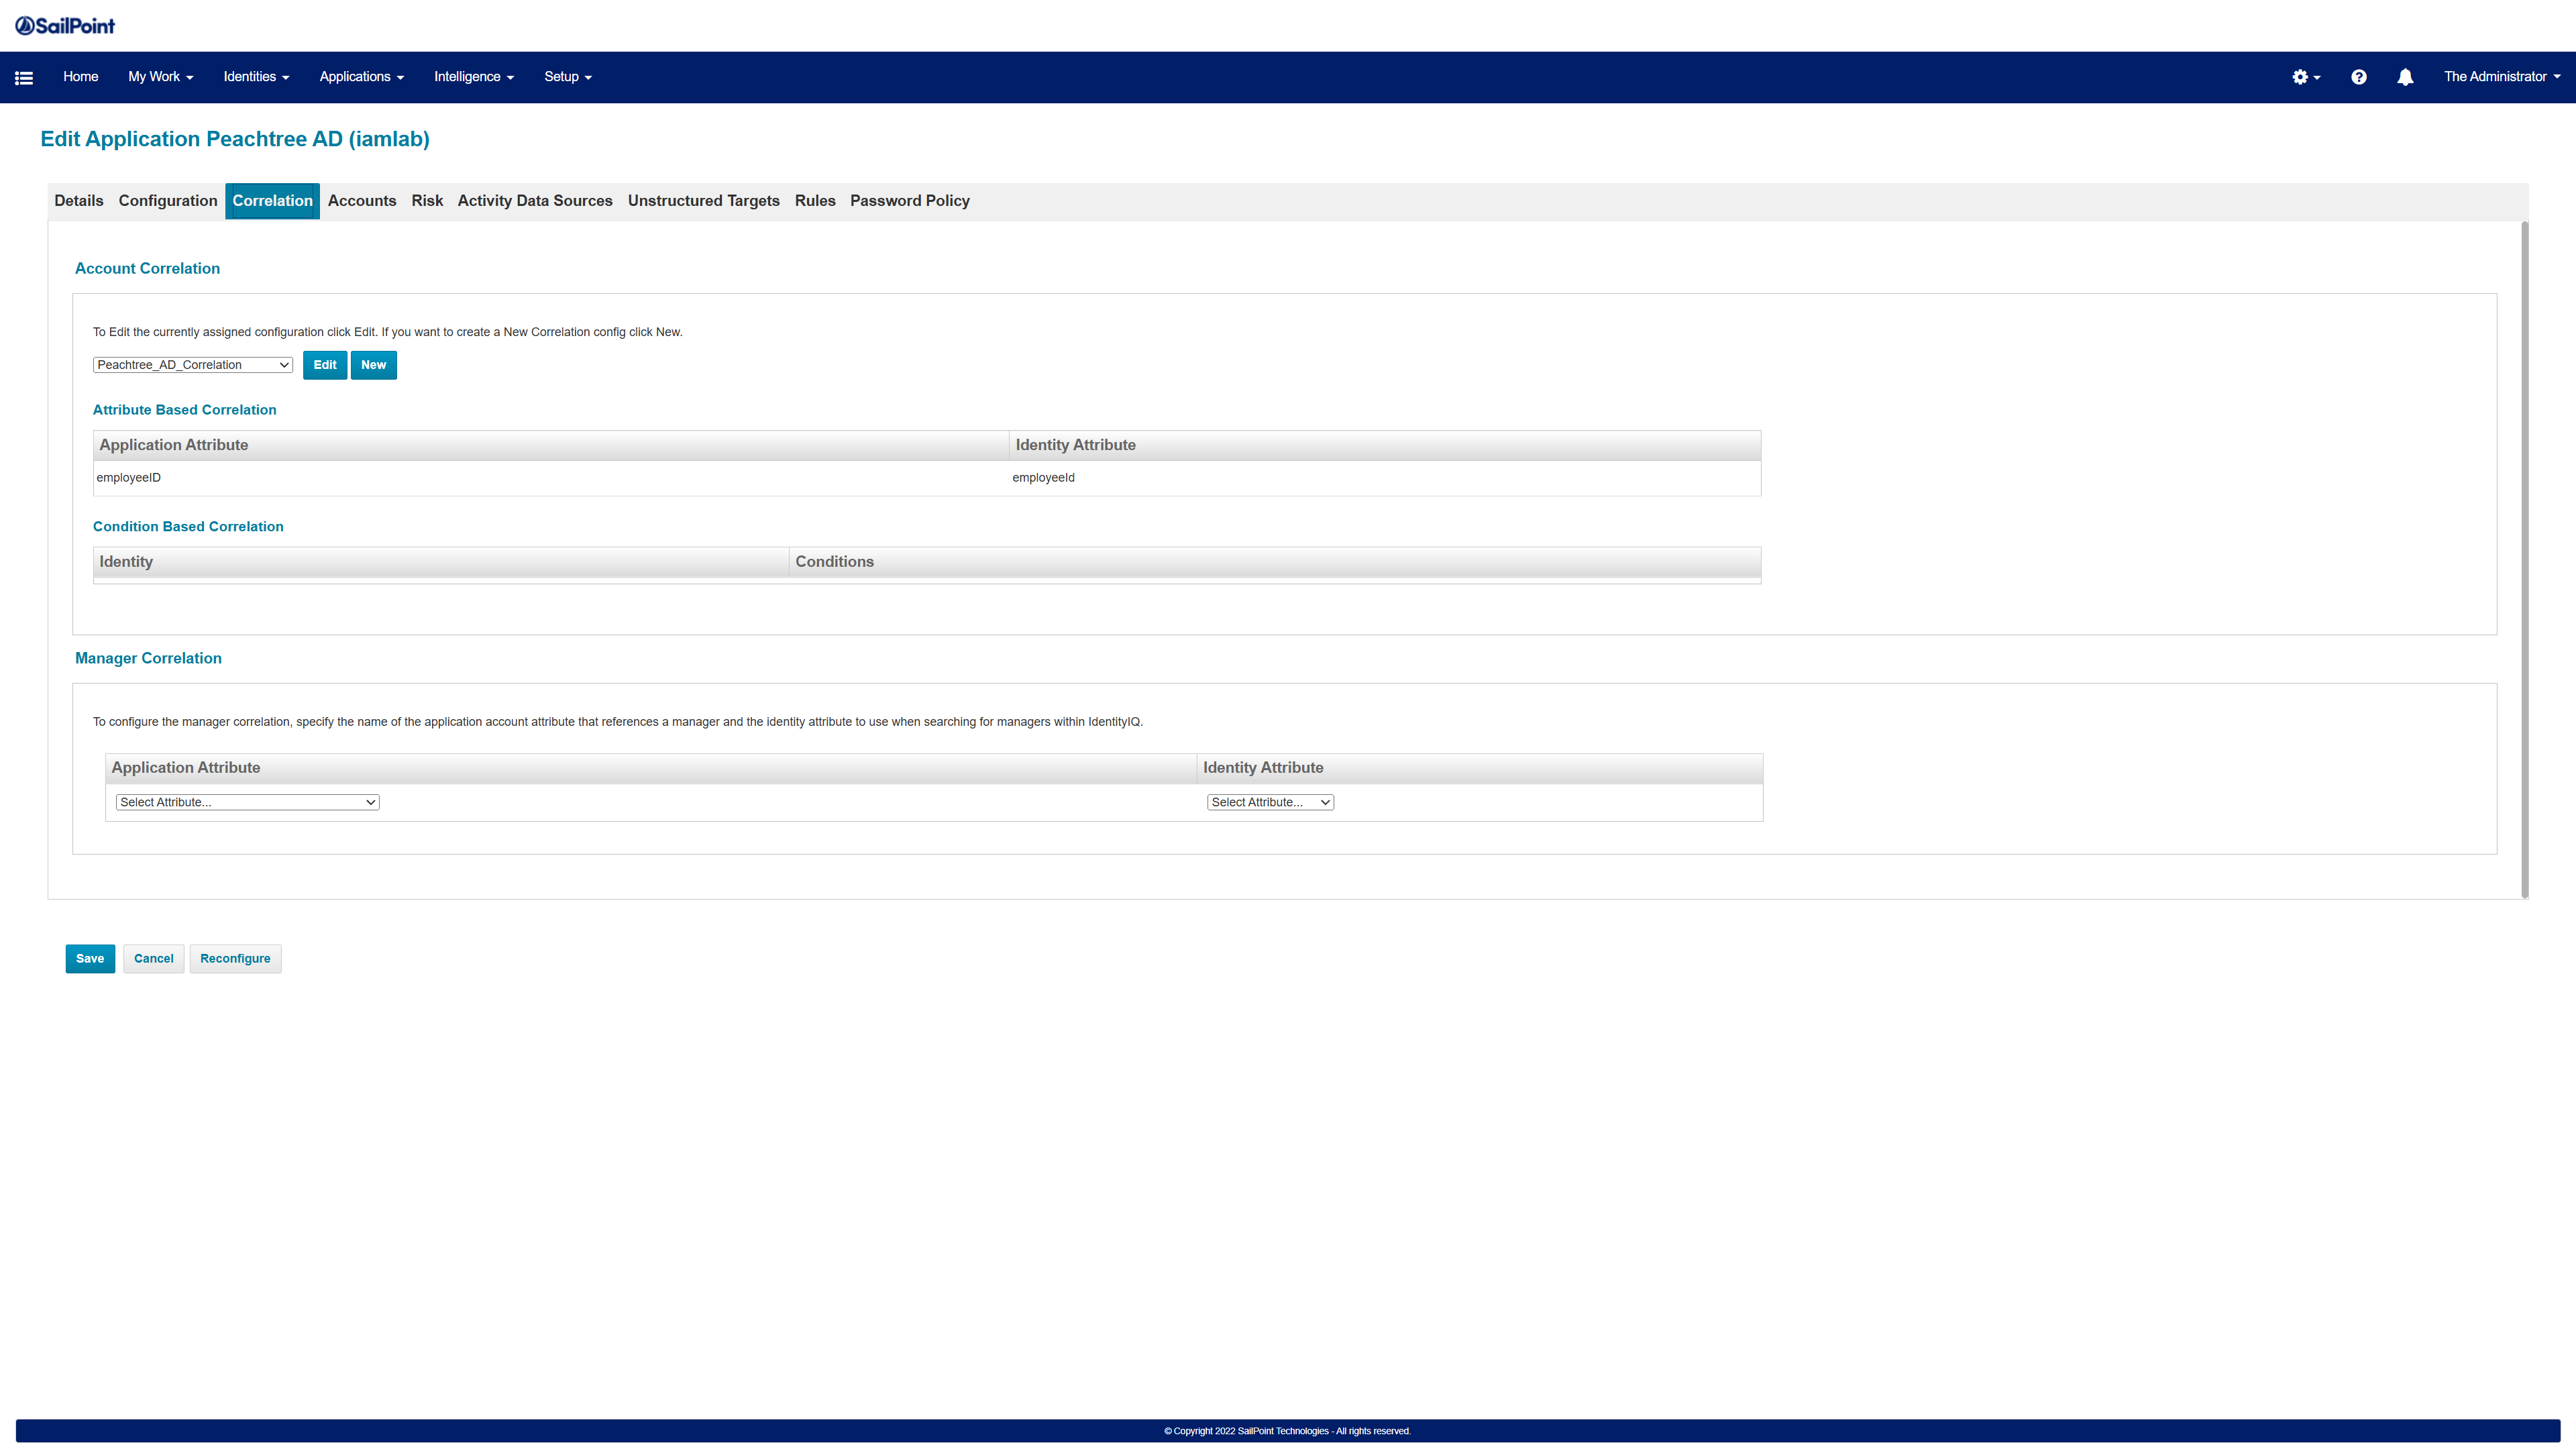 SailPoint
Home My Work Identities Applications Intelligence Setup The Administrator
Edit Application Peachtree AD (iamlab)
Details Configuration Correlation Accounts Risk Activity Data Sources Unstructured Targets Rules Password Policy
Account Correlation
To Edit the currently assigned configuration click Edit. If you want to create a New Correlation config click New.
Peachtree_AD_Correlation Edit New
Attribute Based Correlation
Application Attribute Identity Attribute
employeeID employeeId
Condition Based Correlation
Identity Conditions
Manager Correlation
To configure the manager correlation, specify the name of the application account attribute that references a manager and the identity attribute to use when searching for managers within IdentityIQ.
Application Attribute Identity Attribute
Select Attribute... Select Attribute...
Save Cancel Reconfigure
© Copyright 2022 SailPoint Technologies - All rights reserved.